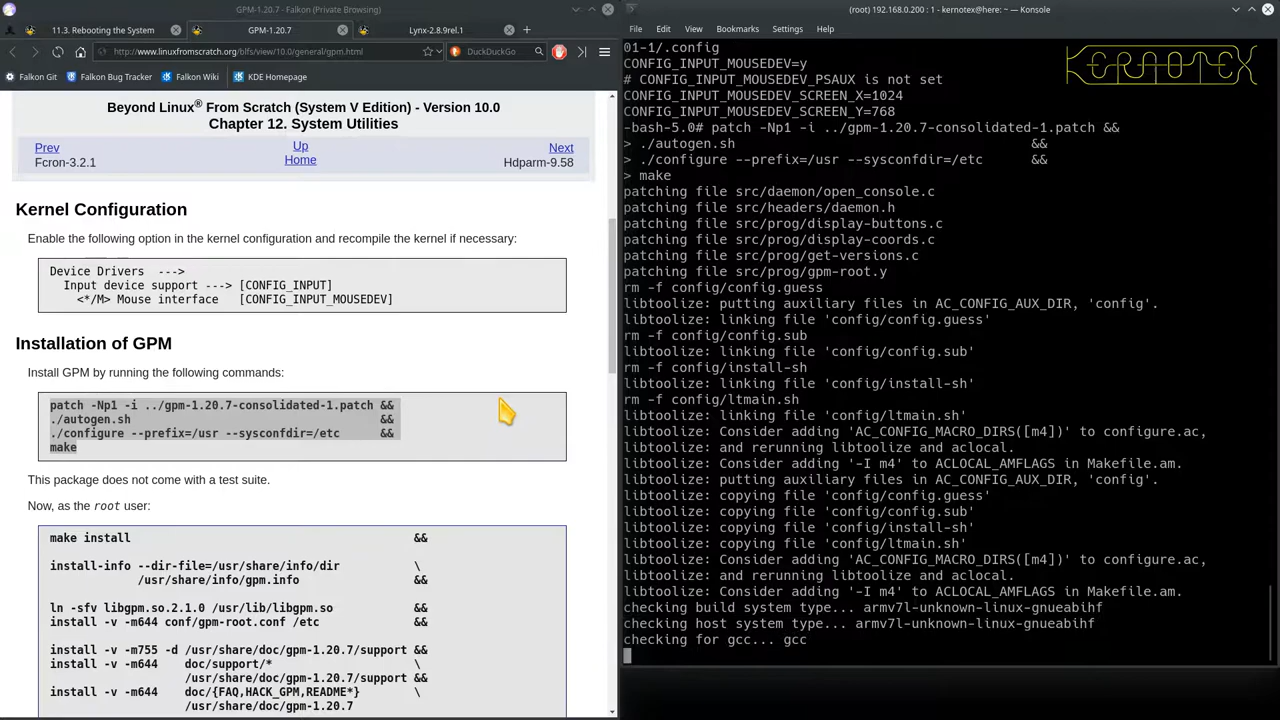 GPM-1.20.7 - Falkon (Private Browsing)
11.3. Rebooting the System
GPM-1.20.7
Lynx-2.8.9rel.1
http://www.linuxfromscratch.org/blfs/view/10.0/general/gpm.html
DuckDuckGo
Falkon Git
Falkon Bug Tracker
Falkon Wiki
KDE Homepage
Beyond Linux® From Scratch (System V Edition) - Version 10.0
Chapter 12. System Utilities
Prev
Up
Next
Fcron-3.2.1
Home
Hdparm-9.58
Kernel Configuration
Enable the following option in the kernel configuration and recompile the kernel if necessary:
Device Drivers  --->
  Input device support ---> [CONFIG_INPUT]
    <*/M> Mouse interface   [CONFIG_INPUT_MOUSEDEV]
Installation of GPM
Install GPM by running the following commands:
patch -Np1 -i ../gpm-1.20.7-consolidated-1.patch &&
./autogen.sh                                     &&
./configure --prefix=/usr --sysconfdir=/etc      &&
make
This package does not come with a test suite.
Now, as the root user:
make install                                          &&
install-info --dir-file=/usr/share/info/dir           \
             /usr/share/info/gpm.info                 &&
ln -sfv libgpm.so.2.1.0 /usr/lib/libgpm.so            &&
install -v -m644 conf/gpm-root.conf /etc              &&
install -v -m755 -d /usr/share/doc/gpm-1.20.7/support &&
install -v -m644    doc/support/*                     \
                    /usr/share/doc/gpm-1.20.7/support &&
install -v -m644    doc/{FAQ,HACK_GPM,README*}        \
                    /usr/share/doc/gpm-1.20.7
(root) 192.168.0.200 : 1 - kernotex@here: ~ — Konsole
File
Edit
View
Bookmarks
Settings
Help
KERNOTEX
01-1/.config
CONFIG_INPUT_MOUSEDEV=y
# CONFIG_INPUT_MOUSEDEV_PSAUX is not set
CONFIG_INPUT_MOUSEDEV_SCREEN_X=1024
CONFIG_INPUT_MOUSEDEV_SCREEN_Y=768
-bash-5.0# patch -Np1 -i ../gpm-1.20.7-consolidated-1.patch &&
> ./autogen.sh                                     &&
> ./configure --prefix=/usr --sysconfdir=/etc      &&
> make
patching file src/daemon/open_console.c
patching file src/headers/daemon.h
patching file src/prog/display-buttons.c
patching file src/prog/display-coords.c
patching file src/prog/get-versions.c
patching file src/prog/gpm-root.y
rm -f config/config.guess
libtoolize: putting auxiliary files in AC_CONFIG_AUX_DIR, 'config'.
libtoolize: linking file 'config/config.guess'
rm -f config/config.sub
libtoolize: linking file 'config/config.sub'
rm -f config/install-sh
libtoolize: linking file 'config/install-sh'
rm -f config/ltmain.sh
libtoolize: linking file 'config/ltmain.sh'
libtoolize: Consider adding 'AC_CONFIG_MACRO_DIRS([m4])' to configure.ac,
libtoolize: and rerunning libtoolize and aclocal.
libtoolize: Consider adding '-I m4' to ACLOCAL_AMFLAGS in Makefile.am.
libtoolize: putting auxiliary files in AC_CONFIG_AUX_DIR, 'config'.
libtoolize: copying file 'config/config.guess'
libtoolize: copying file 'config/config.sub'
libtoolize: copying file 'config/install-sh'
libtoolize: copying file 'config/ltmain.sh'
libtoolize: Consider adding 'AC_CONFIG_MACRO_DIRS([m4])' to configure.ac,
libtoolize: and rerunning libtoolize and aclocal.
libtoolize: Consider adding '-I m4' to ACLOCAL_AMFLAGS in Makefile.am.
checking build system type... armv7l-unknown-linux-gnueabihf
checking host system type... armv7l-unknown-linux-gnueabihf
checking for gcc... gcc